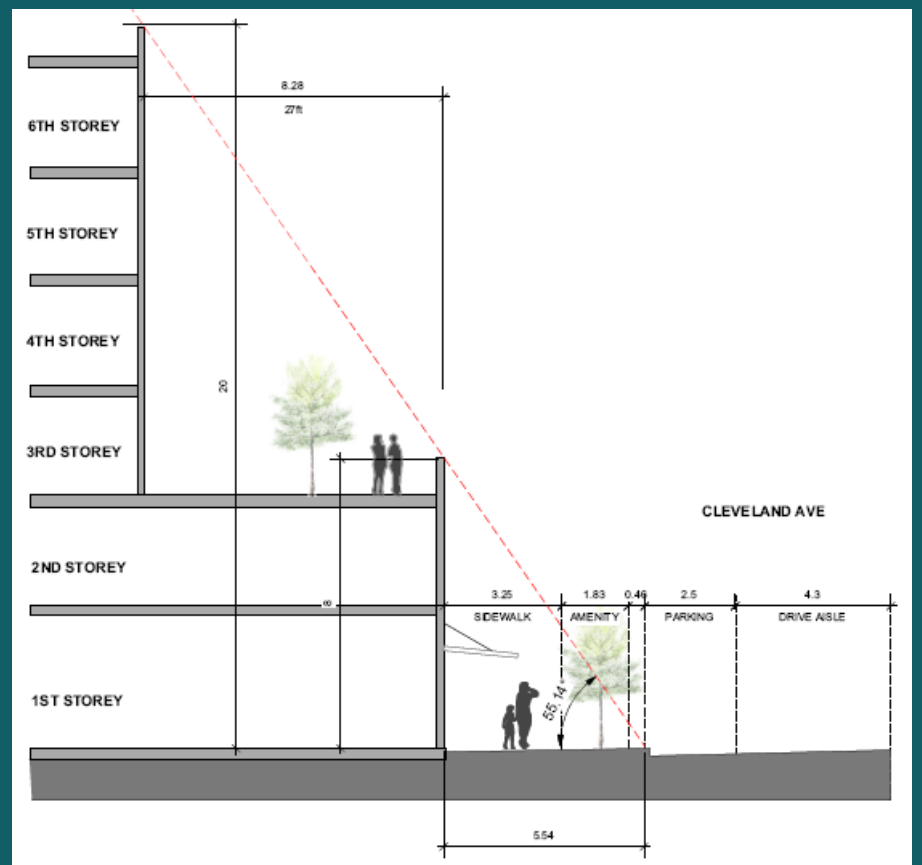 8.28
27ft
6TH STOREY
5TH STOREY
4TH STOREY
20
3RD STOREY
CLEVELAND AVE
2ND STOREY
8
3.25 1.83 0.46 2.5 4.3
SIDEWALK AMENITY PARKING DRIVE AISLE
55.14°
1ST STOREY
5.54